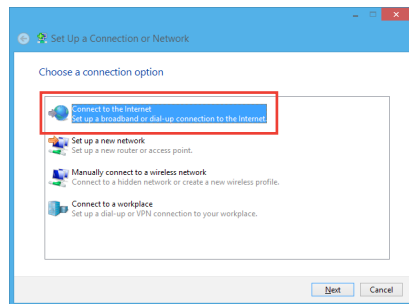 Set Up a Connection or Network
Choose a connection option
Connect to the Internet
Set up a broadband or dial-up connection to the Internet.
Set up a new network
Set up a new router or access point.
Manually connect to a wireless network
Connect to a hidden network or create a new wireless profile.
Connect to a workplace
Set up a dial-up or VPN connection to your workplace.
Next Cancel